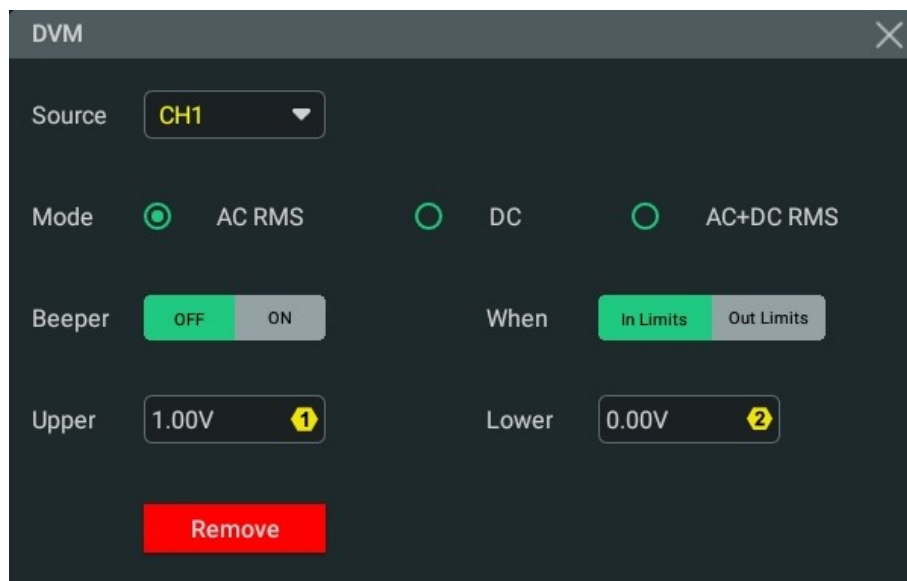 DVM
Source CH1
Mode AC RMS DC AC+DC RMS
Beeper OFF ON When In Limits Out Limits
Upper 1.00V 1 Lower 0.00V 2
Remove